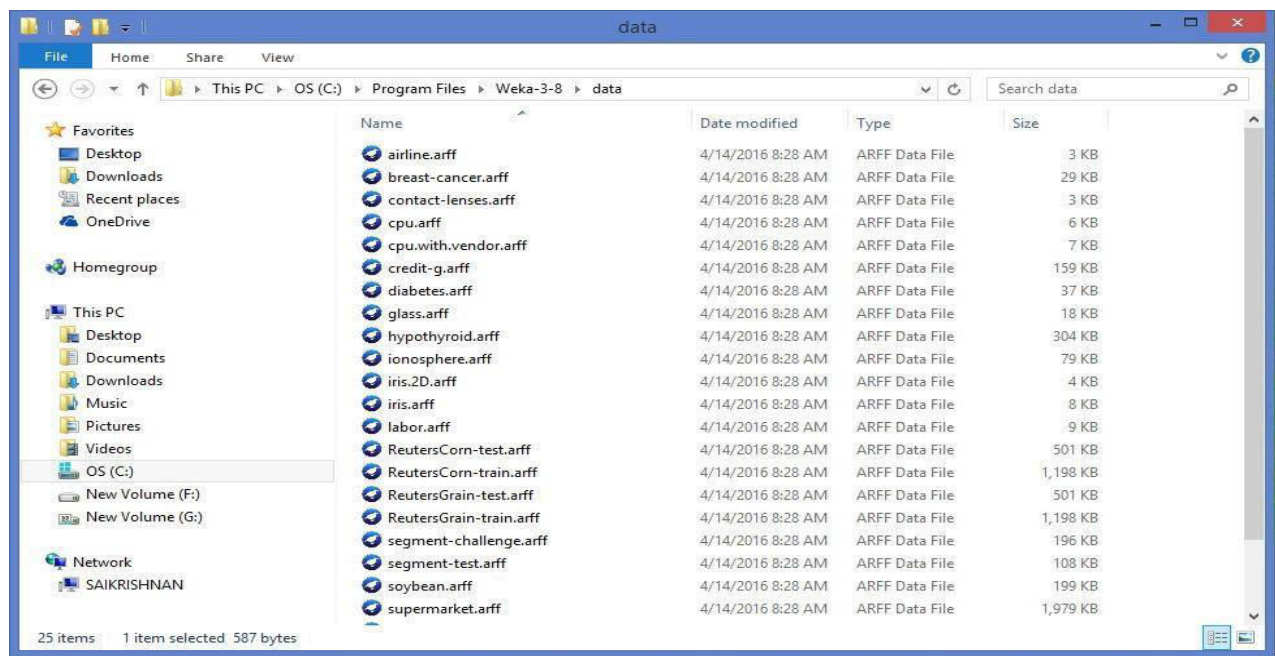 data
File Home Share View
This PC OS (C:) Program Files Weka-3-8 data
Search data
Favorites
Desktop
Downloads
Recent places
OneDrive
Homegroup
This PC
Desktop
Documents
Downloads
Music
Pictures
Videos
OS (C:)
New Volume (F:)
New Volume (G:)
Network
SAIKRISHNAN
Name Date modified Type Size
airline.arff 4/14/2016 8:28 AM ARFF Data File 3 KB
breast-cancer.arff 4/14/2016 8:28 AM ARFF Data File 29 KB
contact-lenses.arff 4/14/2016 8:28 AM ARFF Data File 3 KB
cpu.arff 4/14/2016 8:28 AM ARFF Data File 6 KB
cpu.with.vendor.arff 4/14/2016 8:28 AM ARFF Data File 7 KB
credit-g.arff 4/14/2016 8:28 AM ARFF Data File 159 KB
diabetes.arff 4/14/2016 8:28 AM ARFF Data File 37 KB
glass.arff 4/14/2016 8:28 AM ARFF Data File 18 KB
hypothyroid.arff 4/14/2016 8:28 AM ARFF Data File 304 KB
ionosphere.arff 4/14/2016 8:28 AM ARFF Data File 79 KB
iris.2D.arff 4/14/2016 8:28 AM ARFF Data File 4 KB
iris.arff 4/14/2016 8:28 AM ARFF Data File 8 KB
labor.arff 4/14/2016 8:28 AM ARFF Data File 9 KB
ReutersCorn-test.arff 4/14/2016 8:28 AM ARFF Data File 501 KB
ReutersCorn-train.arff 4/14/2016 8:28 AM ARFF Data File 1,198 KB
ReutersGrain-test.arff 4/14/2016 8:28 AM ARFF Data File 501 KB
ReutersGrain-train.arff 4/14/2016 8:28 AM ARFF Data File 1,198 KB
segment-challenge.arff 4/14/2016 8:28 AM ARFF Data File 196 KB
segment-test.arff 4/14/2016 8:28 AM ARFF Data File 108 KB
soybean.arff 4/14/2016 8:28 AM ARFF Data File 199 KB
supermarket.arff 4/14/2016 8:28 AM ARFF Data File 1,979 KB
25 items 1 item selected 587 bytes